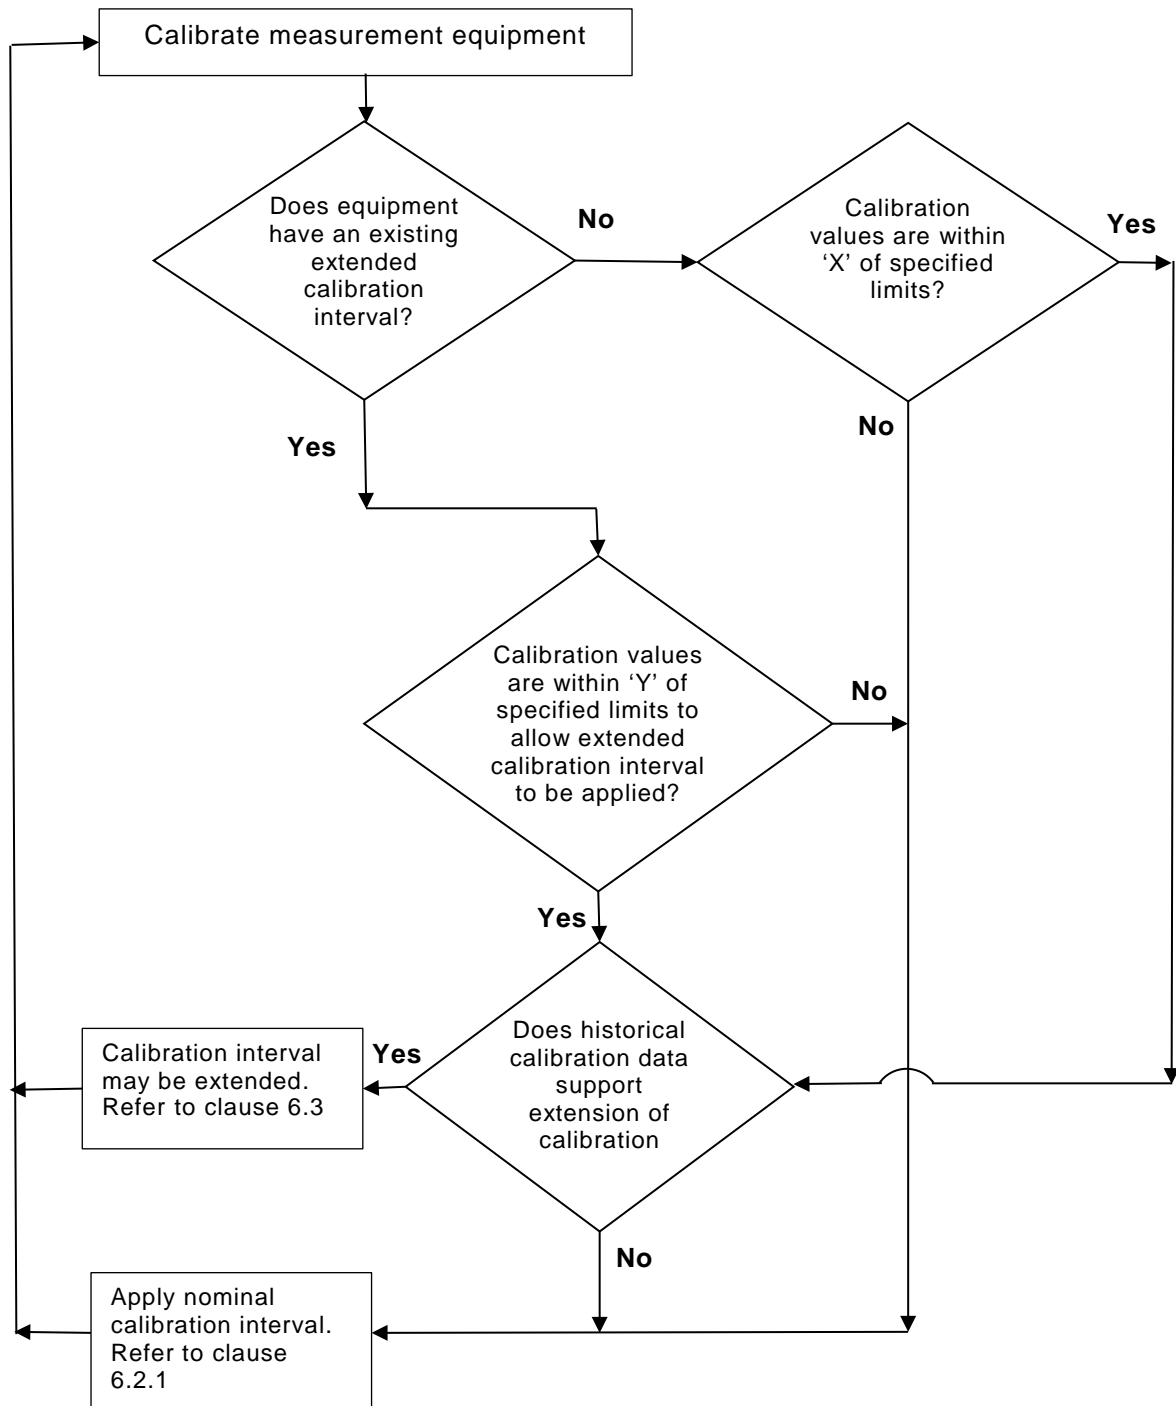 Calibrate measurement equipment
Does equipment
have an existing
extended
calibration
interval?
No
Calibration
values are within
‘X’ of specified
limits?
Yes
No
Yes
Calibration values
are within ‘Y’ of
specified limits to
allow extended
calibration interval
to be applied?
No
Yes
Does historical
calibration data
support
extension of
calibration
Yes
Calibration interval
may be extended.
Refer to clause 6.3
No
Apply nominal
calibration interval.
Refer to clause
6.2.1